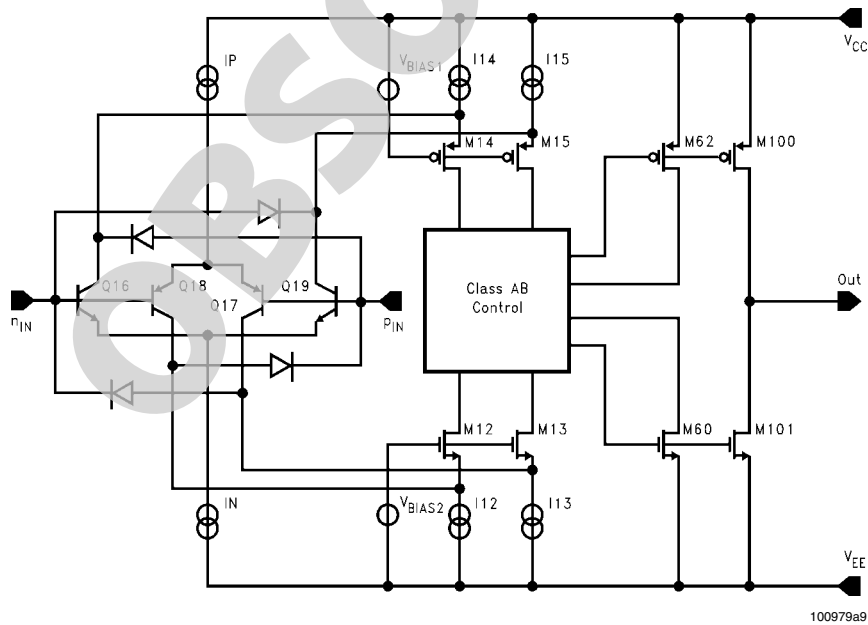 OBSO
IP
V_BIAS1
I14
I15
V_CC
M14
M15
M62
M100
Class AB
Control
Out
Q16
Q18
Q17
Q19
n_IN
p_IN
M12
M13
M60
M101
IN
V_BIAS2
I12
I13
V_EE
100979a9